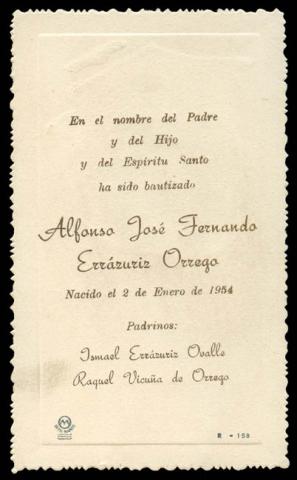 En el nombre del Padre
y del Hijo
y del Espíritu Santo
ha sido bautizado
Alfonso José Fernando
Errázuriz Orrego
Nacido el 2 de Enero de 1954
Padrinos:
Ismael Errázuriz Ovalle
Raquel Vicuña de Orrego
R - 158